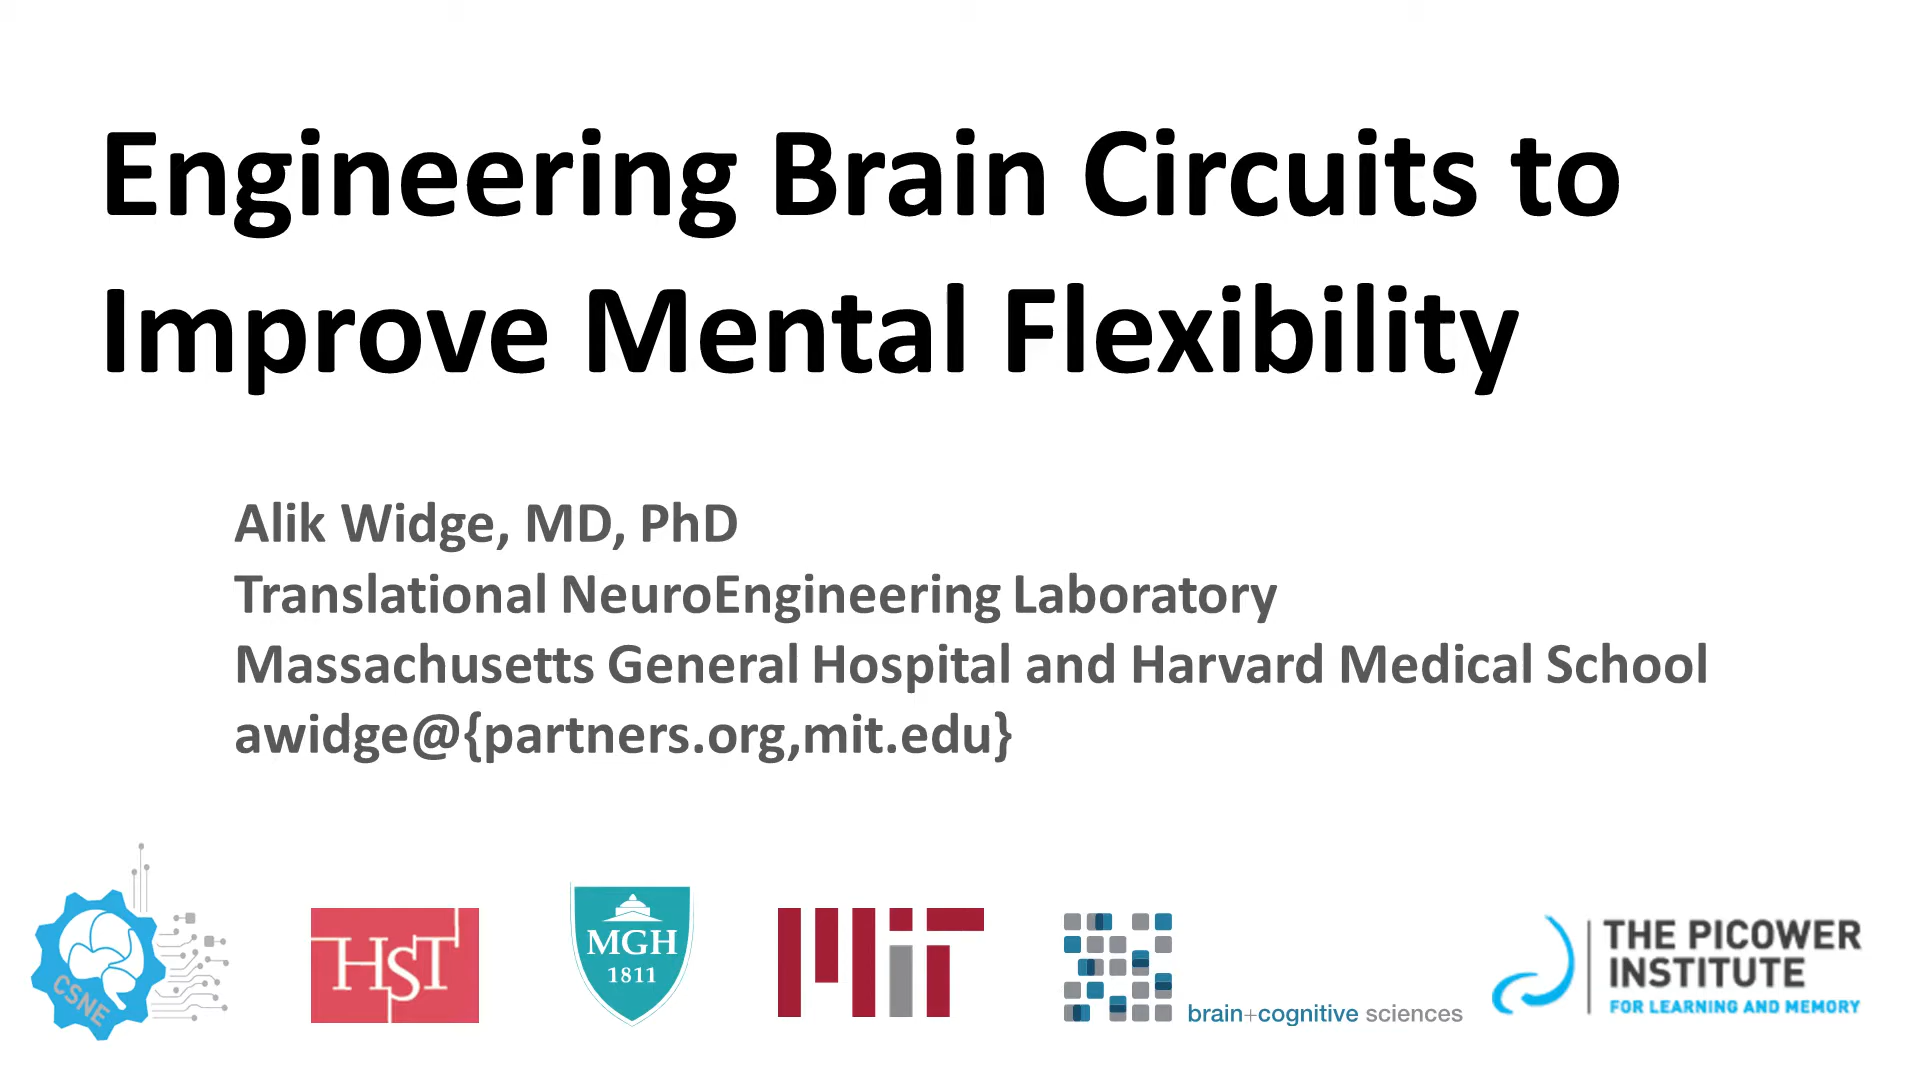 Engineering Brain Circuits to
Improve Mental Flexibility
Alik Widge, MD, PhD
Translational NeuroEngineering Laboratory
Massachusetts General Hospital and Harvard Medical School
awidge@{partners.org,mit.edu}
CSNE
HST
MGH
1811
MIT
brain+cognitive sciences
THE PICOWER
INSTITUTE
FOR LEARNING AND MEMORY